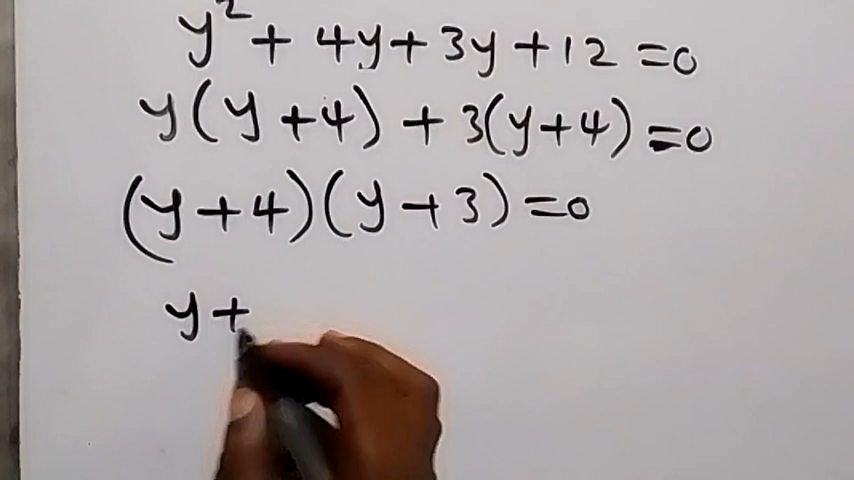 y² + 4y + 3y + 12 = 0
y(y + 4) + 3(y + 4) = 0
(y + 4)(y + 3) = 0
y +